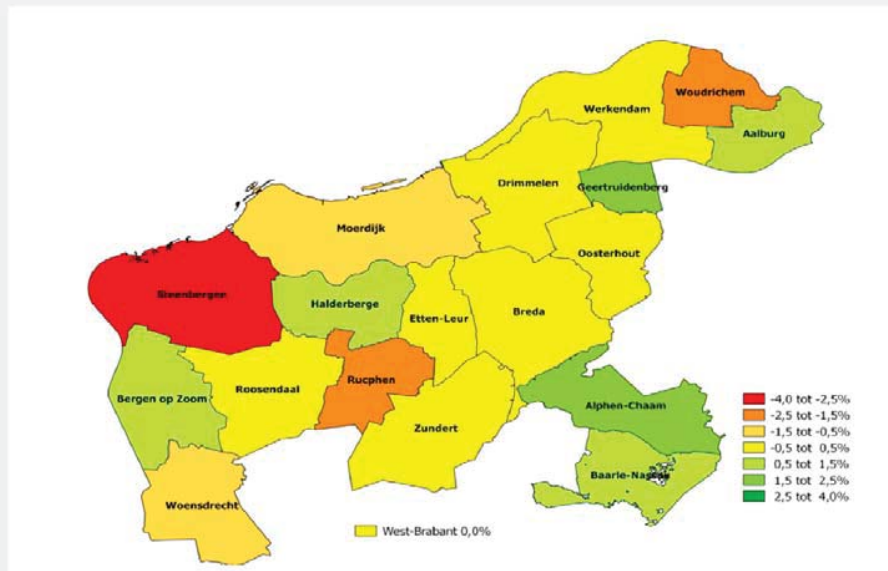 Woudrichem
Werkendam
Aalburg
Drimmelen
Geertruidenberg
Moerdijk
Oosterhout
Steenbergen
Halderberge
Etten-Leur
Breda
Roosendaal
Rucphen
Bergen op Zoom
Alphen-Chaam
Zundert
Baarle-Nassau
Woensdrecht
-4,0 tot -2,5%
-2,5 tot -1,5%
-1,5 tot -0,5%
-0,5 tot 0,5%
0,5 tot 1,5%
1,5 tot 2,5%
2,5 tot 4,0%
West-Brabant 0,0%